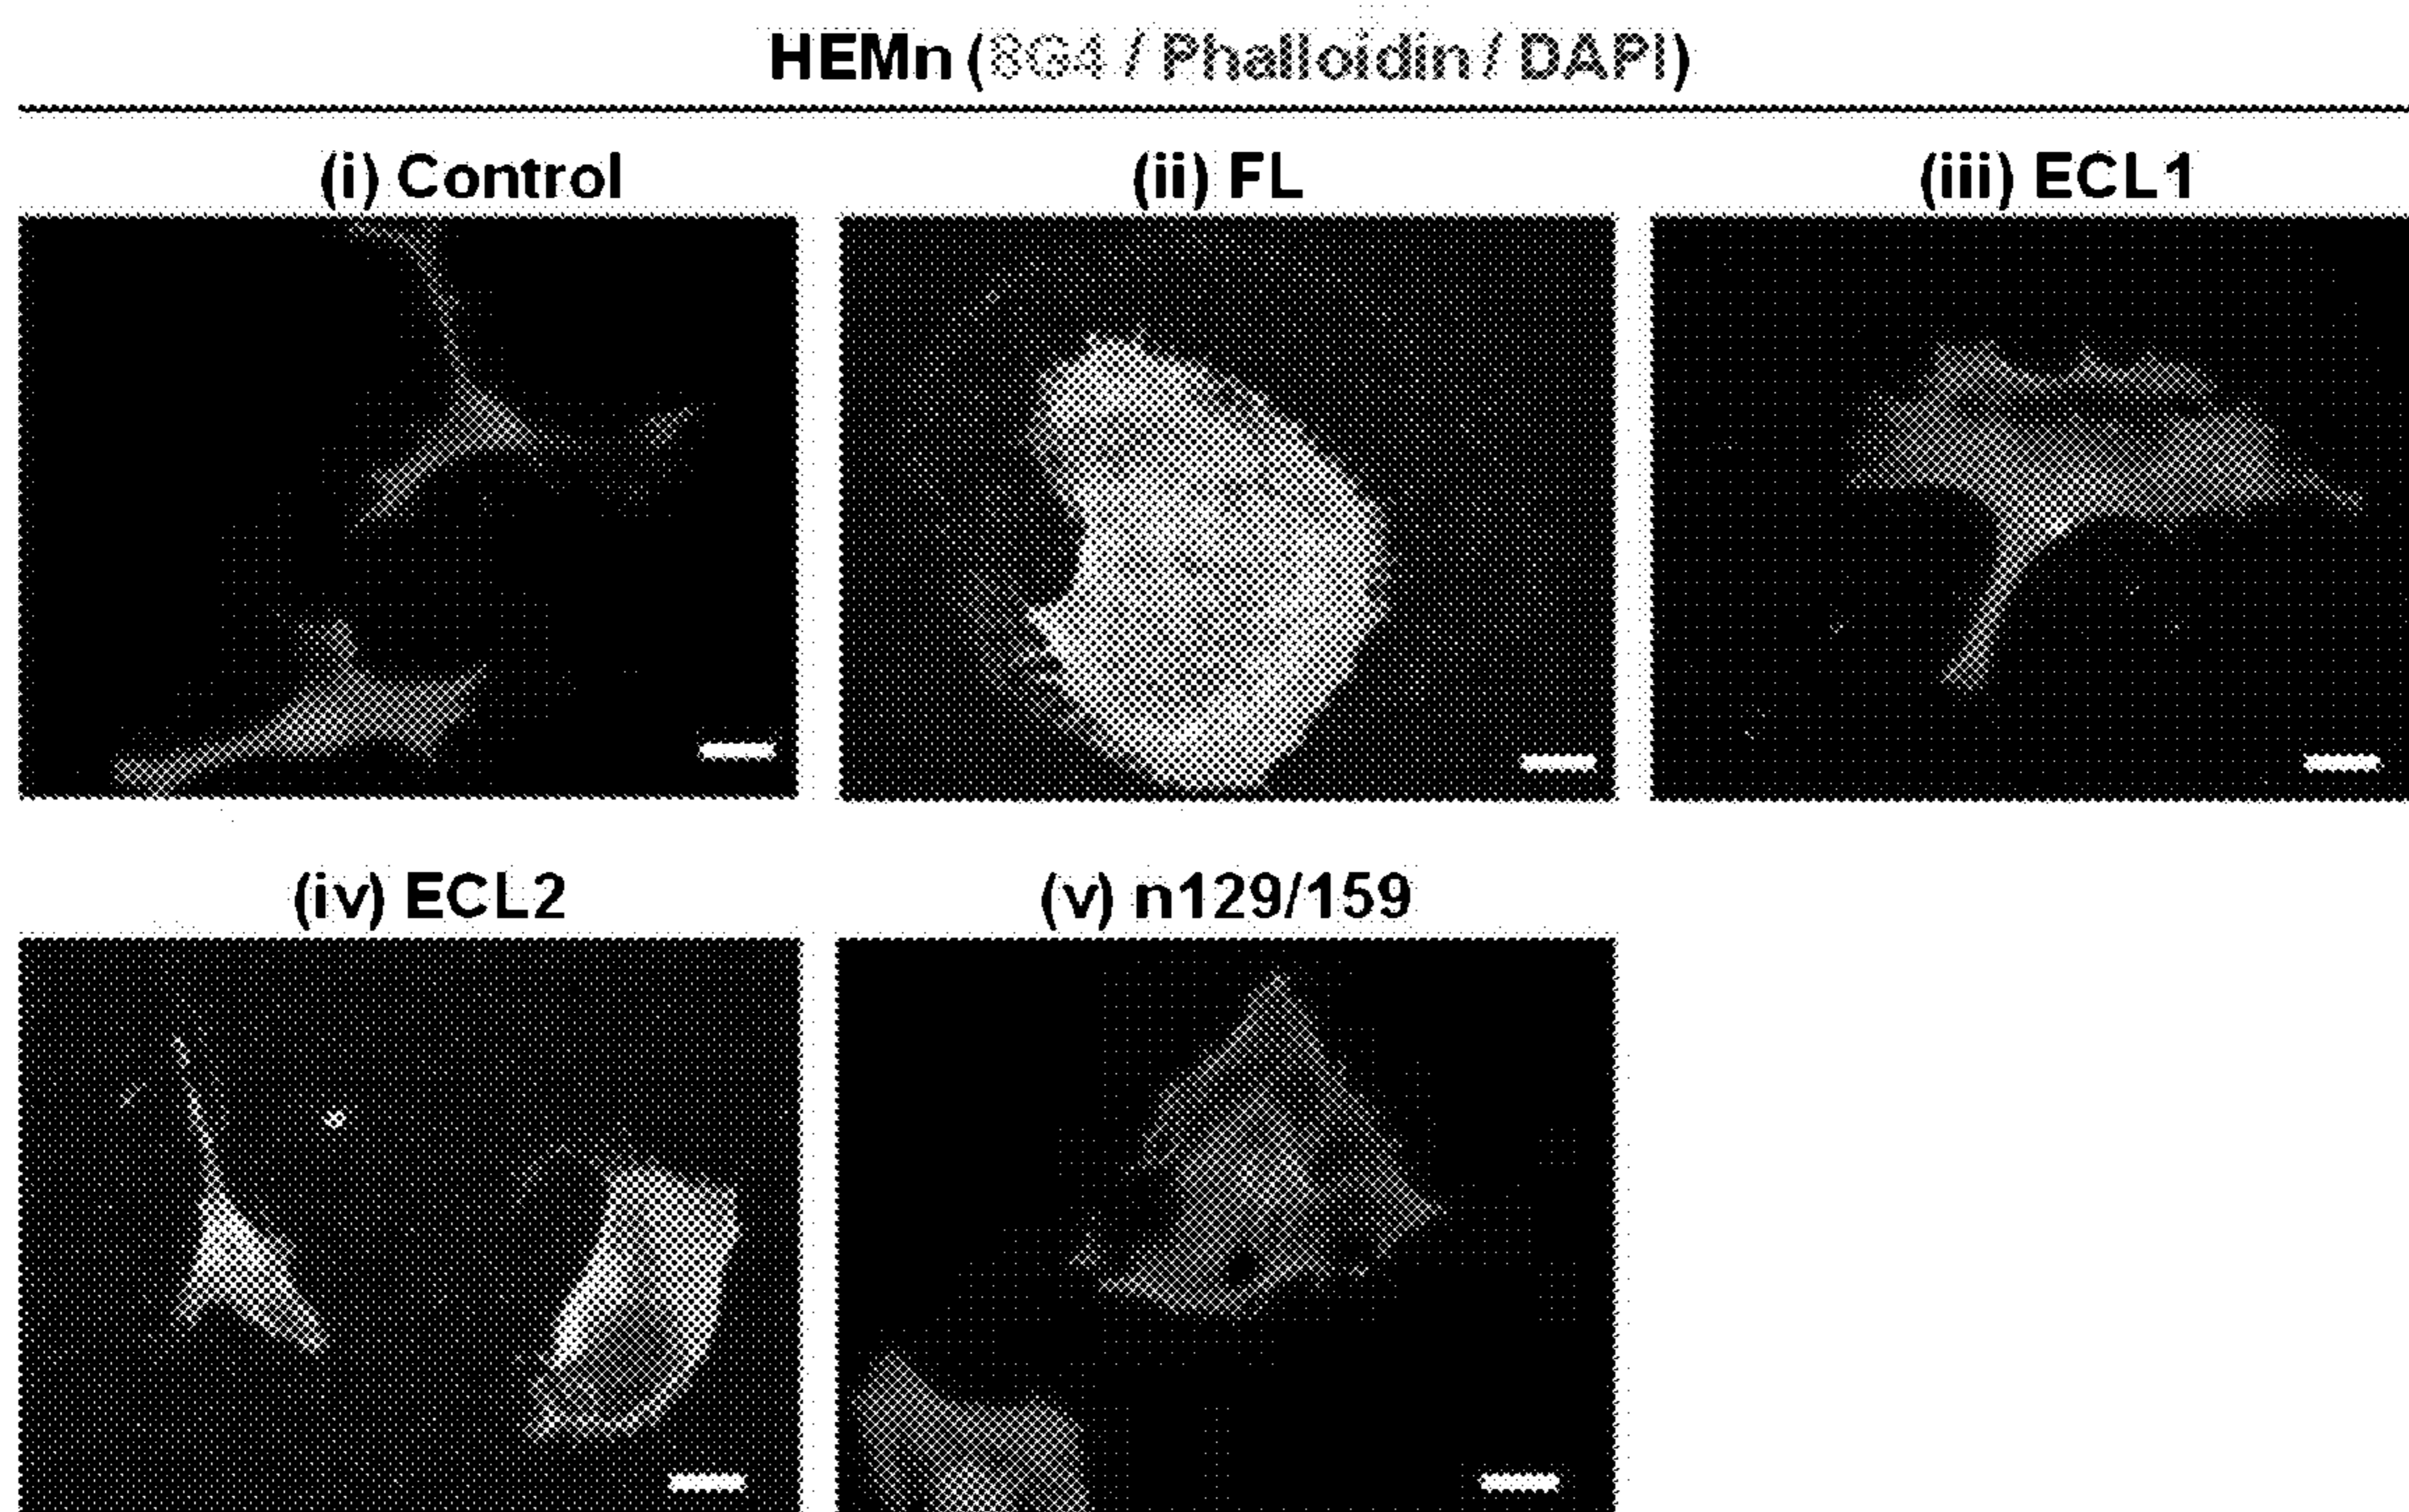 HEMn (8G4 / Phalloidin / DAPI)
(i) Control
(ii) FL
(iii) ECL1
(iv) ECL2
(v) n129/159